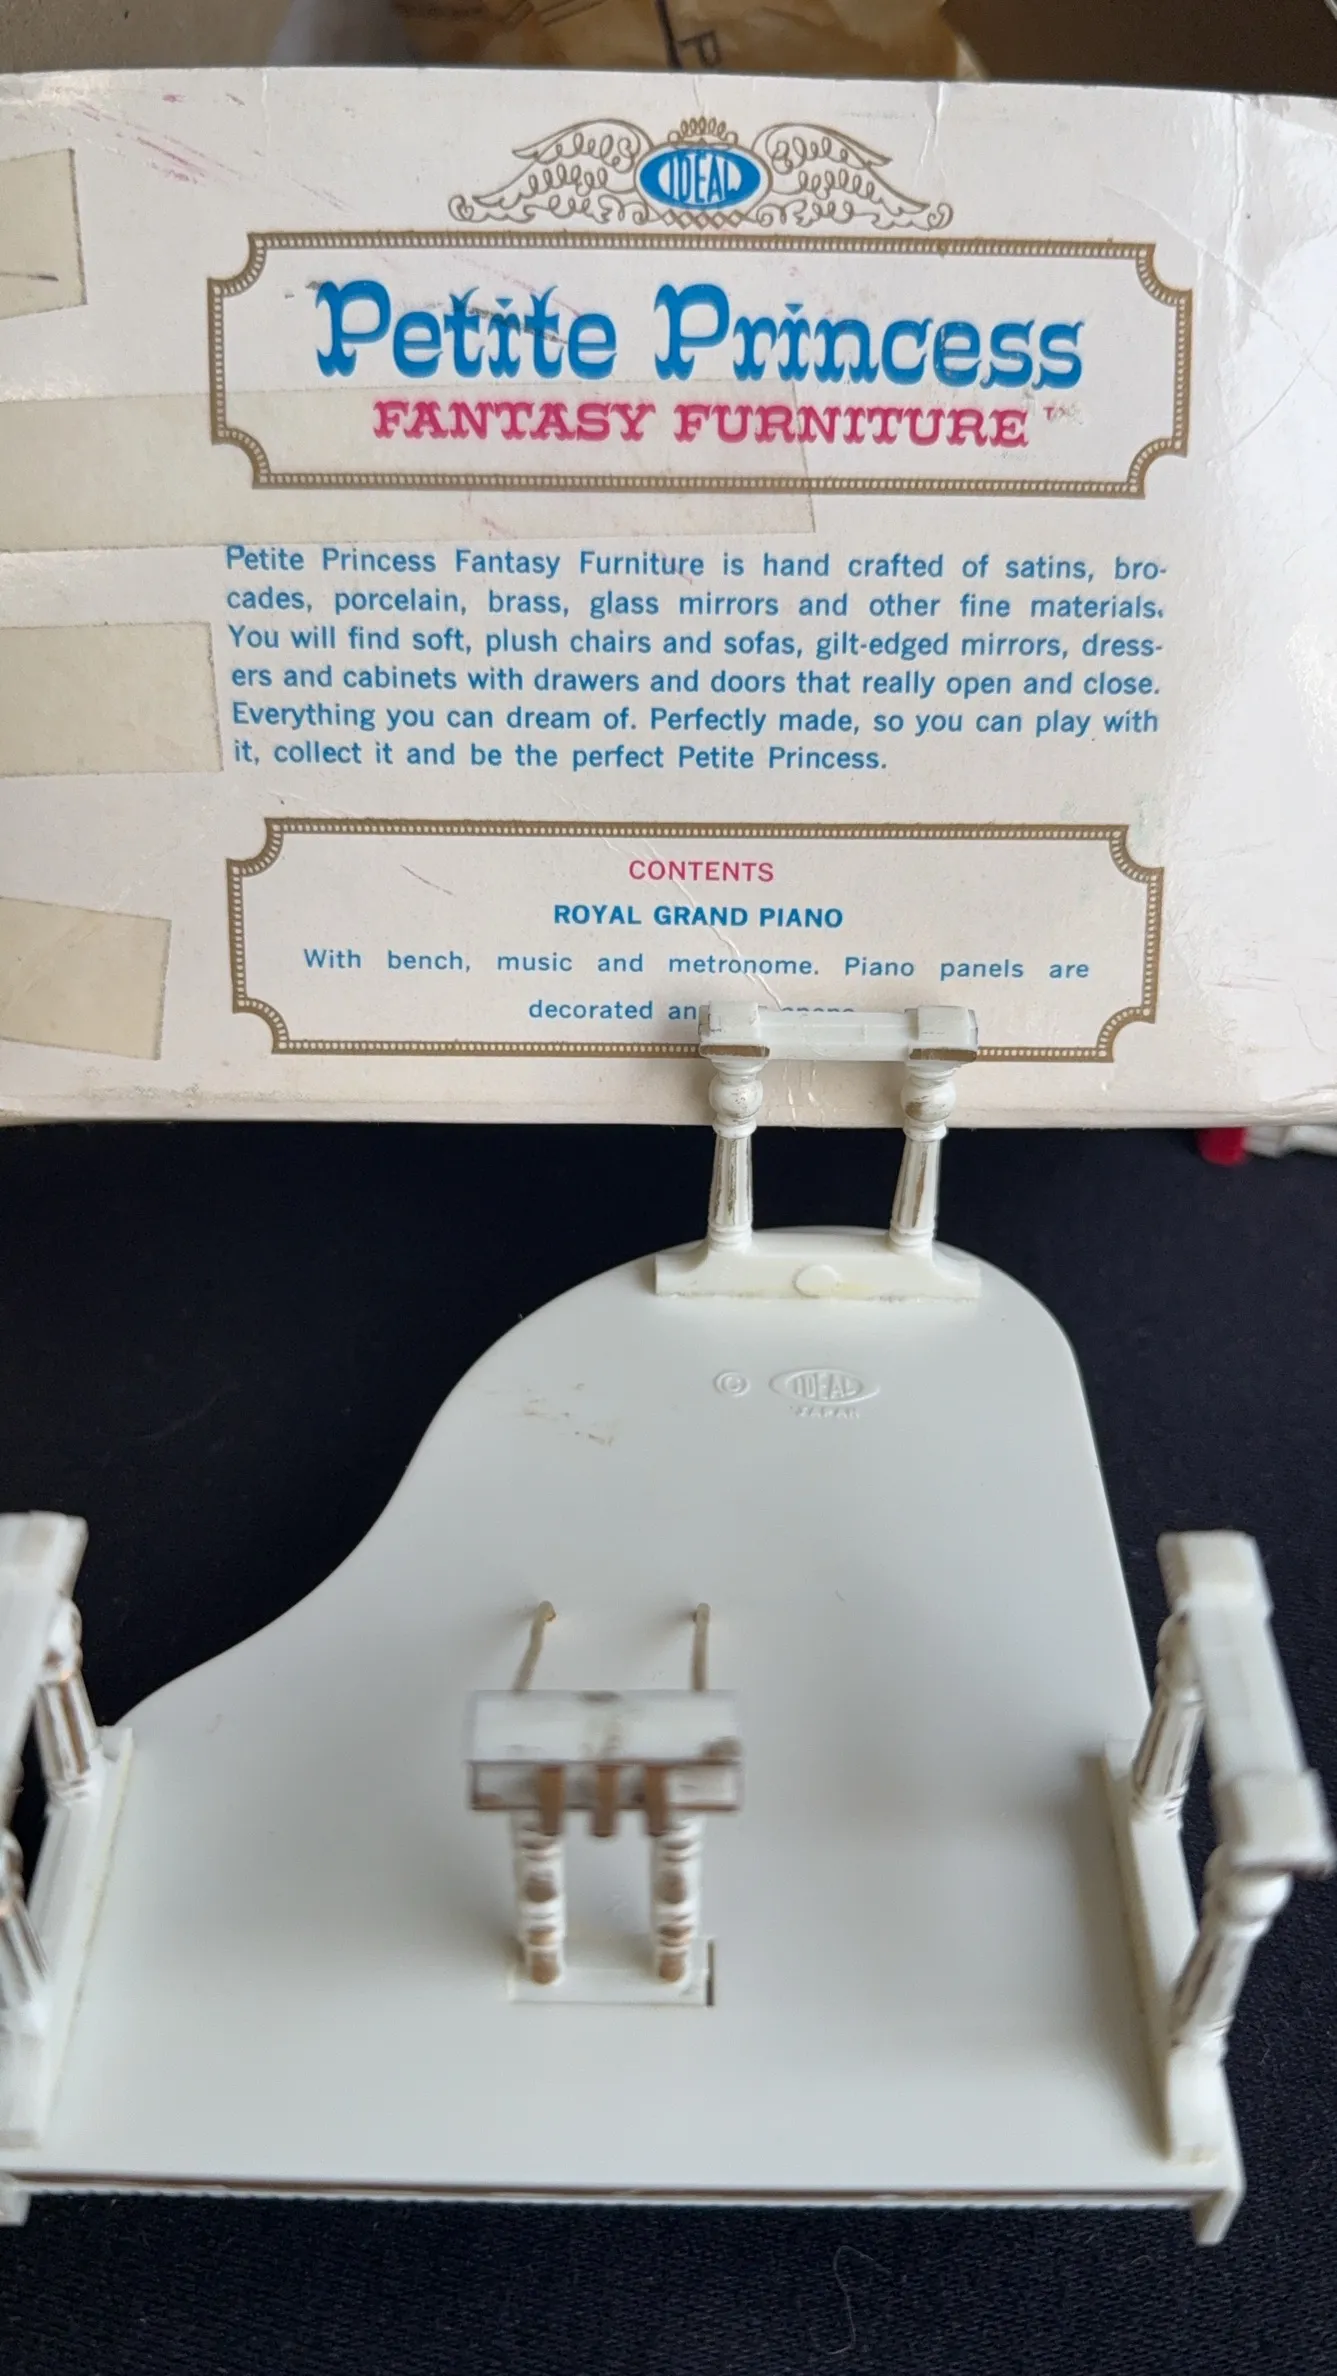 P
IDEAL
Petite Princess
FANTASY FURNITURE™
Petite Princess Fantasy Furniture is hand crafted of satins, bro-
cades, porcelain, brass, glass mirrors and other fine materials.
You will find soft, plush chairs and sofas, gilt-edged mirrors, dress-
ers and cabinets with drawers and doors that really open and close.
Everything you can dream of. Perfectly made, so you can play with
it, collect it and be the perfect Petite Princess.
CONTENTS
ROYAL GRAND PIANO
With bench, music and metronome. Piano panels are
decorated
© IDEAL
JAPAN